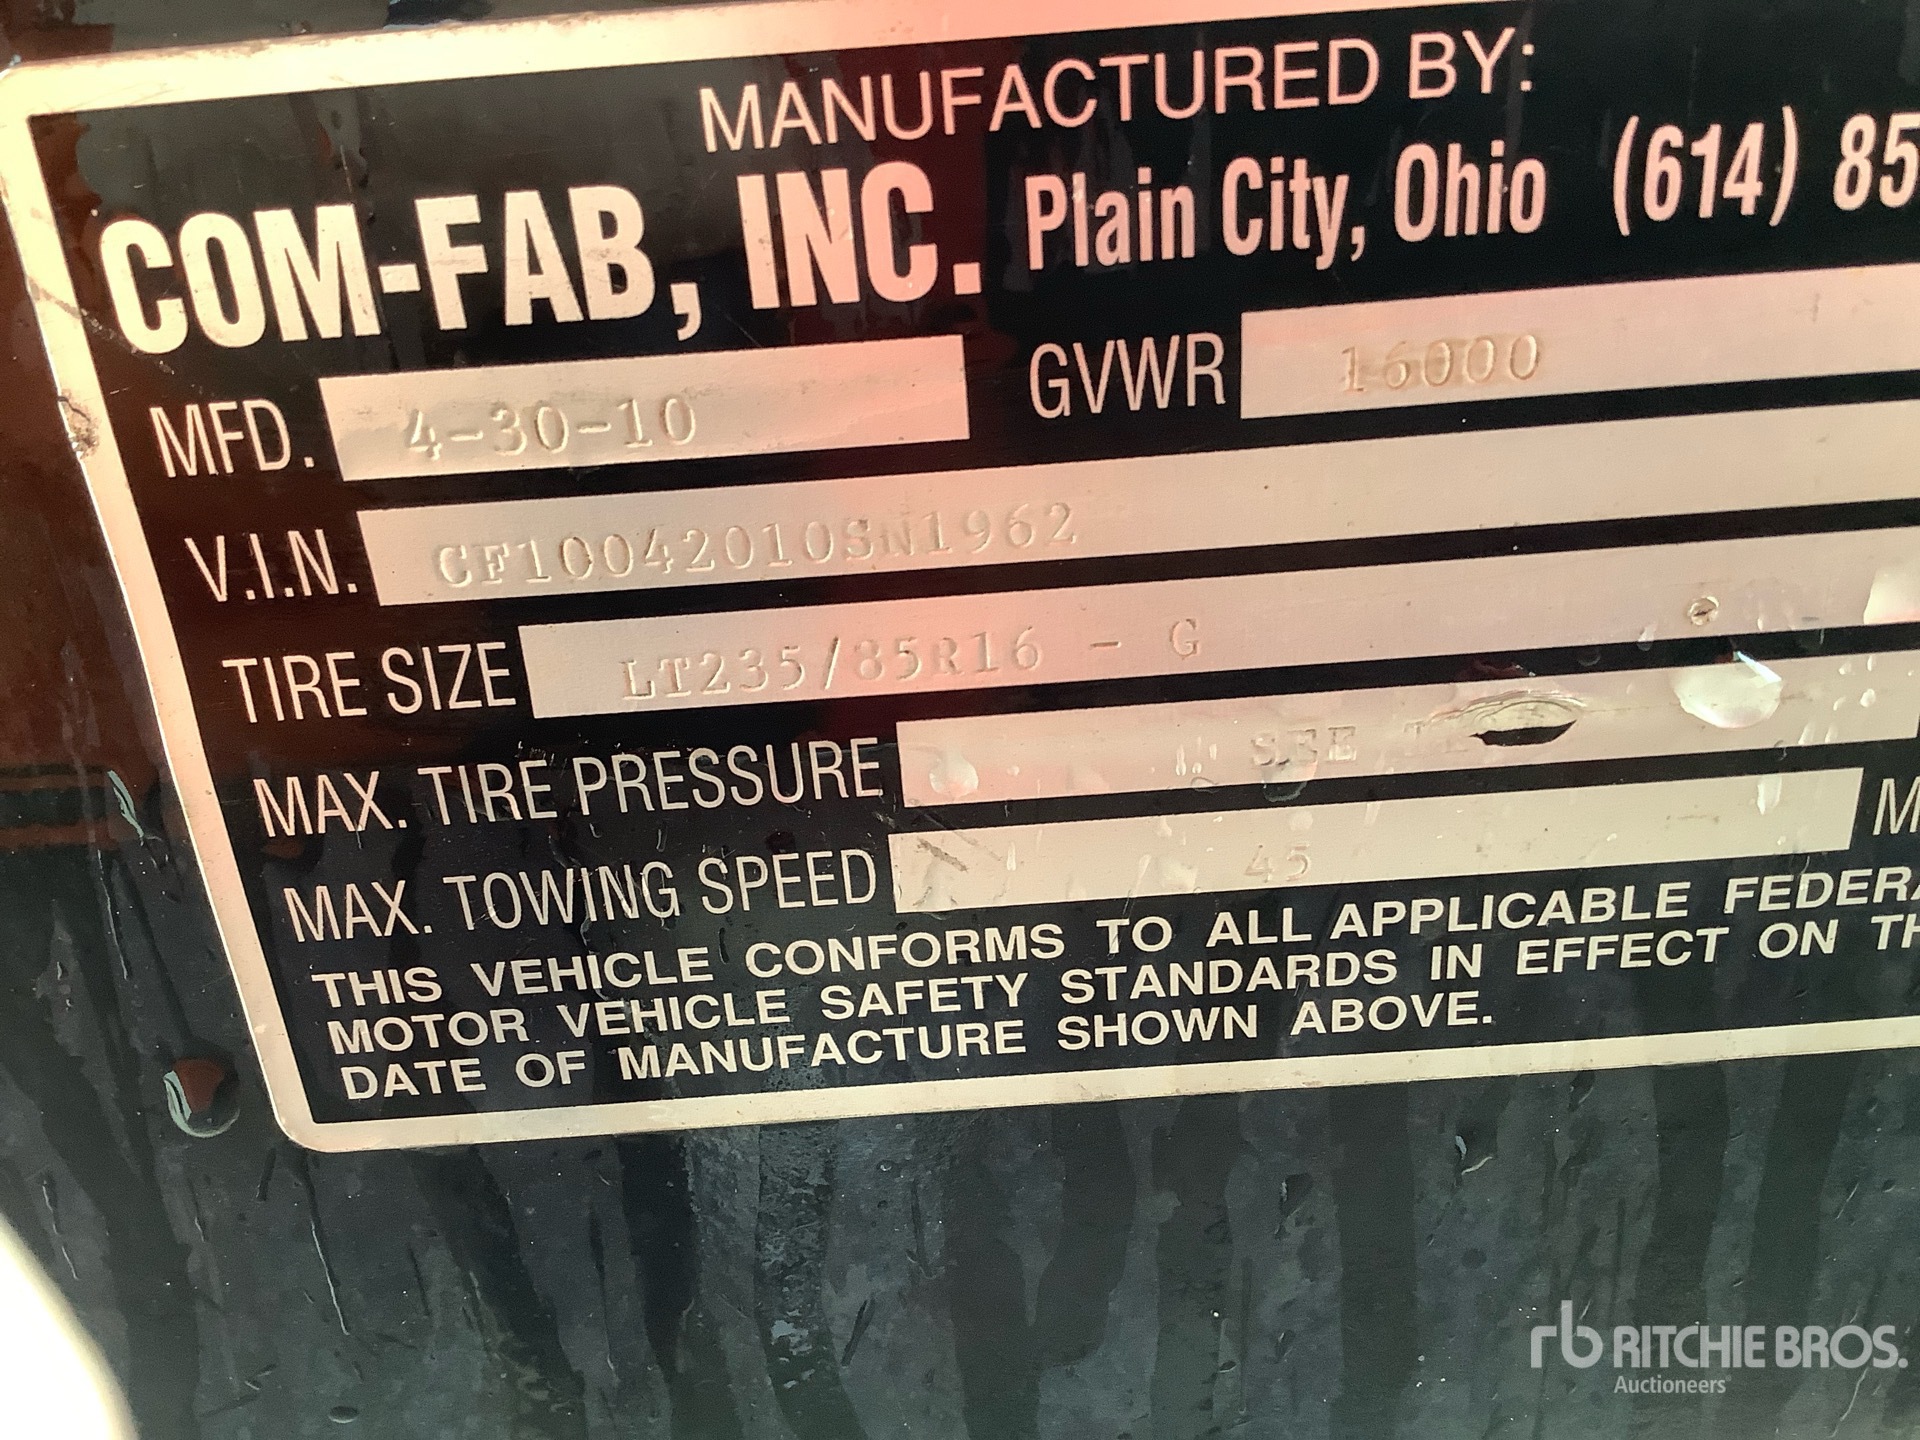 MANUFACTURED BY:
COM-FAB, INC. Plain City, Ohio (614) 85
MFD. 4-30-10 GVWR 16000
V.I.N. CF10042010SN1962
TIRE SIZE LT235/85R16 - G
MAX. TIRE PRESSURE SEE
MAX. TOWING SPEED 45 M
THIS VEHICLE CONFORMS TO ALL APPLICABLE FEDERA
MOTOR VEHICLE SAFETY STANDARDS IN EFFECT ON TH
DATE OF MANUFACTURE SHOWN ABOVE.
rb RITCHIE BROS.
Auctioneers